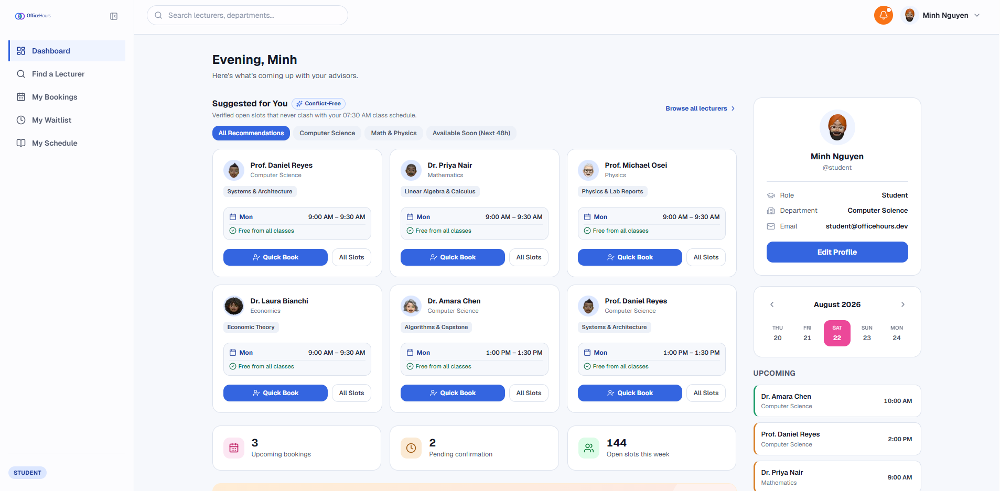 OfficeHours
Dashboard
Find a Lecturer
My Bookings
My Waitlist
My Schedule
STUDENT
Search lecturers, departments...
Minh Nguyen
Evening, Minh
Here's what's coming up with your advisors.
Suggested for You
Conflict-Free
Verified open slots that never clash with your 07:30 AM class schedule.
Browse all lecturers
All Recommendations
Computer Science
Math & Physics
Available Soon (Next 48h)
Prof. Daniel Reyes
Computer Science
Systems & Architecture
Mon 9:00 AM – 9:30 AM
Free from all classes
Quick Book
All Slots
Dr. Priya Nair
Mathematics
Linear Algebra & Calculus
Mon 9:00 AM – 9:30 AM
Free from all classes
Quick Book
All Slots
Prof. Michael Osei
Physics
Physics & Lab Reports
Mon 9:00 AM – 9:30 AM
Free from all classes
Quick Book
All Slots
Dr. Laura Bianchi
Economics
Economic Theory
Mon 9:00 AM – 9:30 AM
Free from all classes
Quick Book
All Slots
Dr. Amara Chen
Computer Science
Algorithms & Capstone
Mon 1:00 PM – 1:30 PM
Free from all classes
Quick Book
All Slots
Prof. Daniel Reyes
Computer Science
Systems & Architecture
Mon 1:00 PM – 1:30 PM
Free from all classes
Quick Book
All Slots
3
Upcoming bookings
2
Pending confirmation
144
Open slots this week
Minh Nguyen
@student
Role Student
Department Computer Science
Email student@officehours.dev
Edit Profile
August 2026
THU FRI SAT SUN MON
20 21 22 23 24
UPCOMING
Dr. Amara Chen
Computer Science
10:00 AM
Prof. Daniel Reyes
Computer Science
2:00 PM
Dr. Priya Nair
Mathematics
9:00 AM